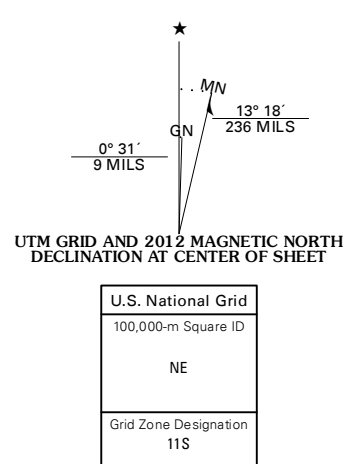 ★
MN
GN
13° 18´
236 MILS
0° 31´
9 MILS
UTM GRID AND 2012 MAGNETIC NORTH
DECLINATION AT CENTER OF SHEET
U.S. National Grid
100,000-m Square ID
NE
Grid Zone Designation
11S